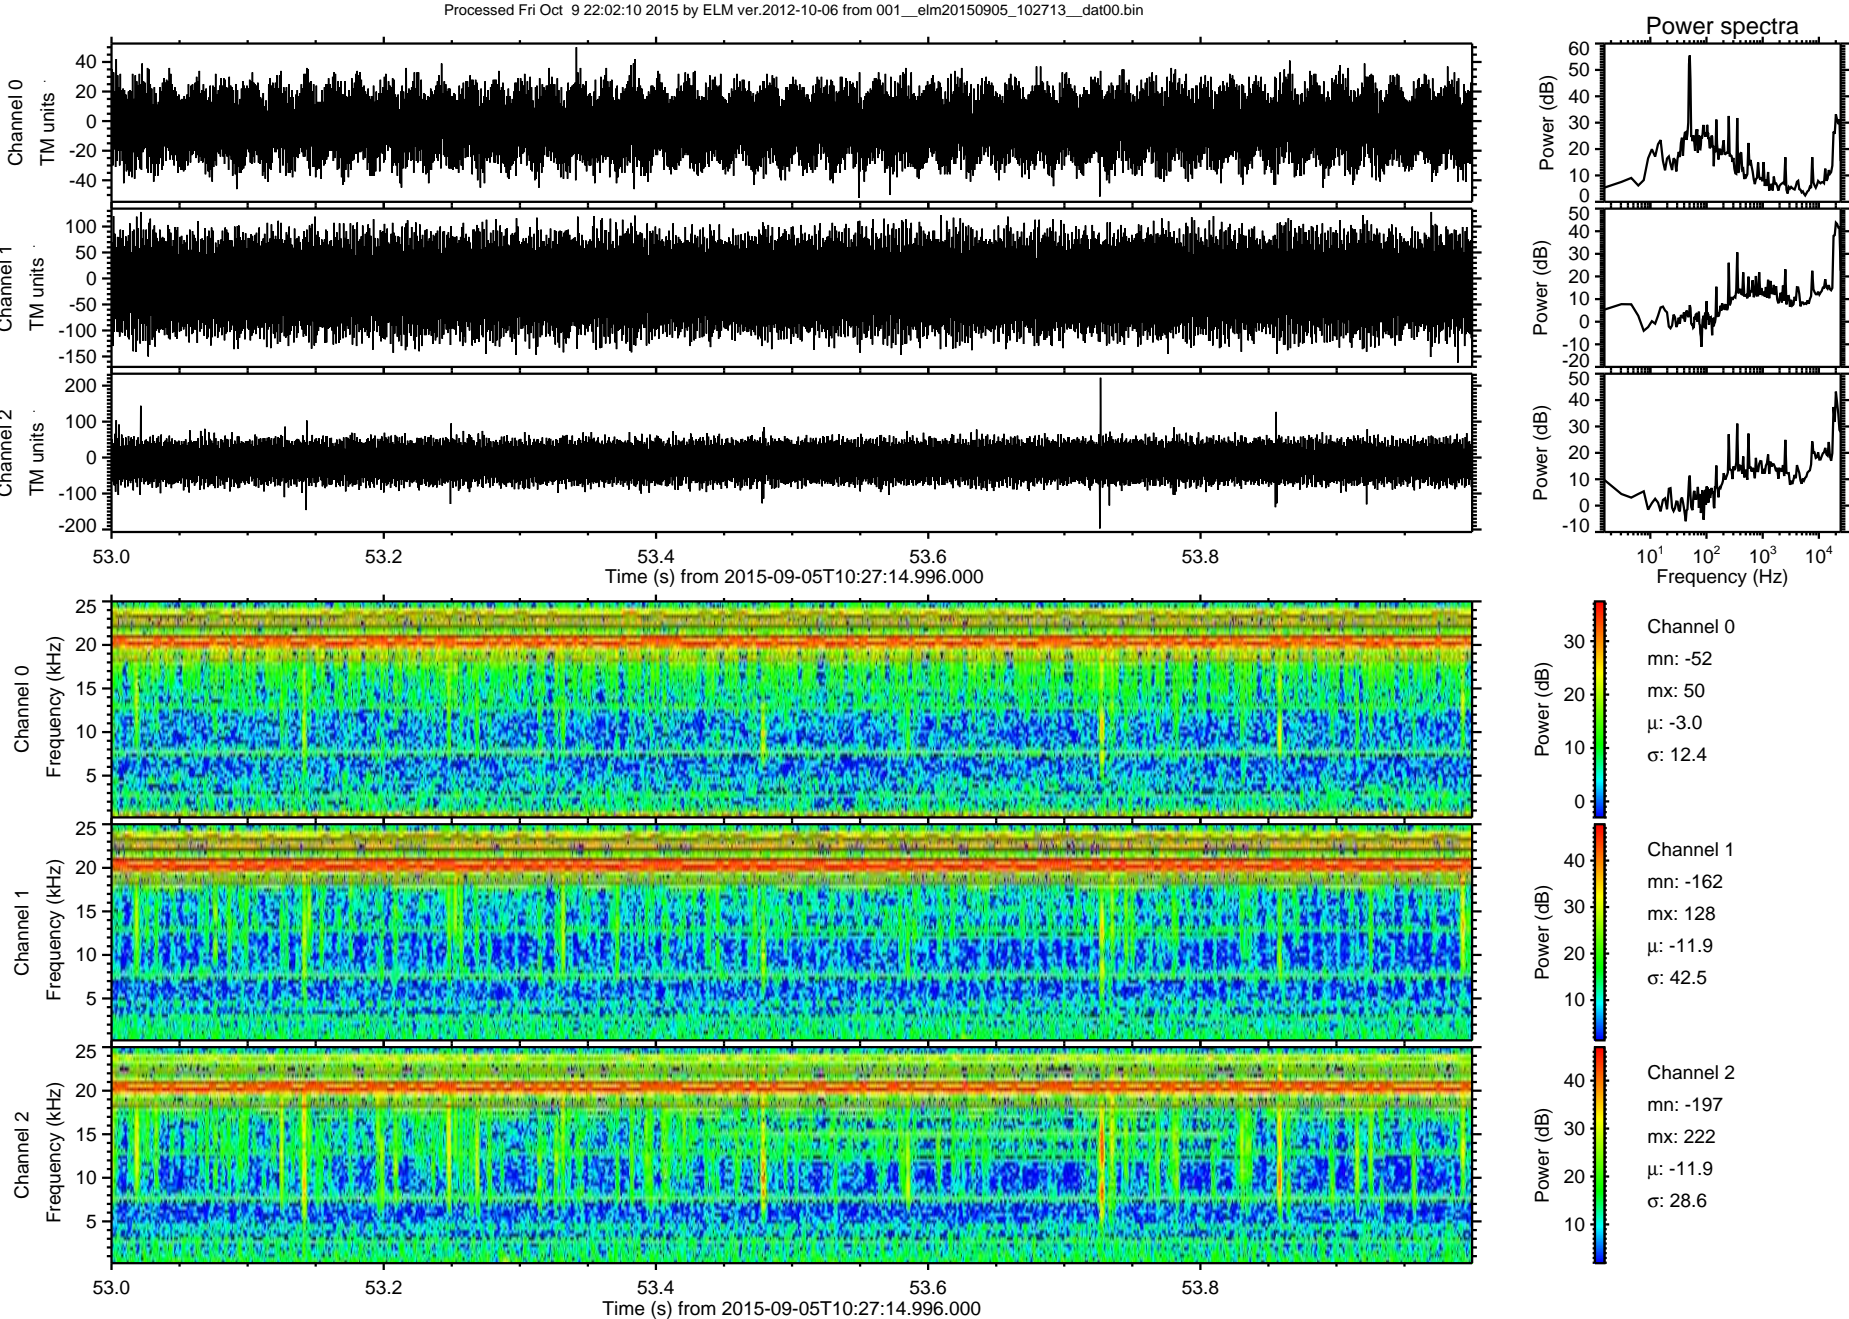 Processed Fri Oct  9 22:02:10 2015 by ELM ver.2012-10-06 from 001__elm20150905_102713__dat00.bin
Power spectra
Channel 0
TM units
40
20
0
-20
-40
Power (dB)
60
50
40
30
20
10
0
Channel 1
TM units
100
50
0
-50
-100
-150
Power (dB)
50
40
30
20
10
0
-10
-20
Channel 2
TM units
200
100
0
-100
-200
Power (dB)
50
40
30
20
10
0
-10
53.0 53.2 53.4 53.6 53.8
Time (s) from 2015-09-05T10:27:14.996.000
10^1 10^2 10^3 10^4
Frequency (Hz)
Channel 0
Frequency (kHz)
25
20
15
10
5
Power (dB)
30
20
10
0
Channel 0
mn: -52
mx: 50
μ: -3.0
σ: 12.4
Channel 1
Frequency (kHz)
25
20
15
10
5
Power (dB)
40
30
20
10
Channel 1
mn: -162
mx: 128
μ: -11.9
σ: 42.5
Channel 2
Frequency (kHz)
25
20
15
10
5
Power (dB)
40
30
20
10
Channel 2
mn: -197
mx: 222
μ: -11.9
σ: 28.6
53.0 53.2 53.4 53.6 53.8
Time (s) from 2015-09-05T10:27:14.996.000